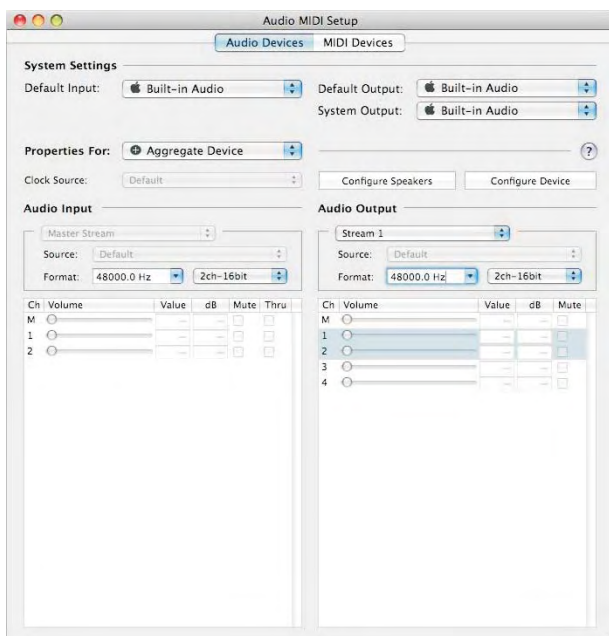 Audio MIDI Setup
Audio Devices MIDI Devices
System Settings
Default Input: Built-in Audio
Default Output: Built-in Audio
System Output: Built-in Audio
Properties For: Aggregate Device ?
Clock Source: Default
Configure Speakers Configure Device
Audio Input
Master Stream
Source: Default
Format: 48000.0 Hz 2ch-16bit
Ch Volume Value dB Mute Thru
M
1
2
Audio Output
Stream 1
Source: Default
Format: 48000.0 Hz 2ch-16bit
Ch Volume Value dB Mute
M
1
2
3
4